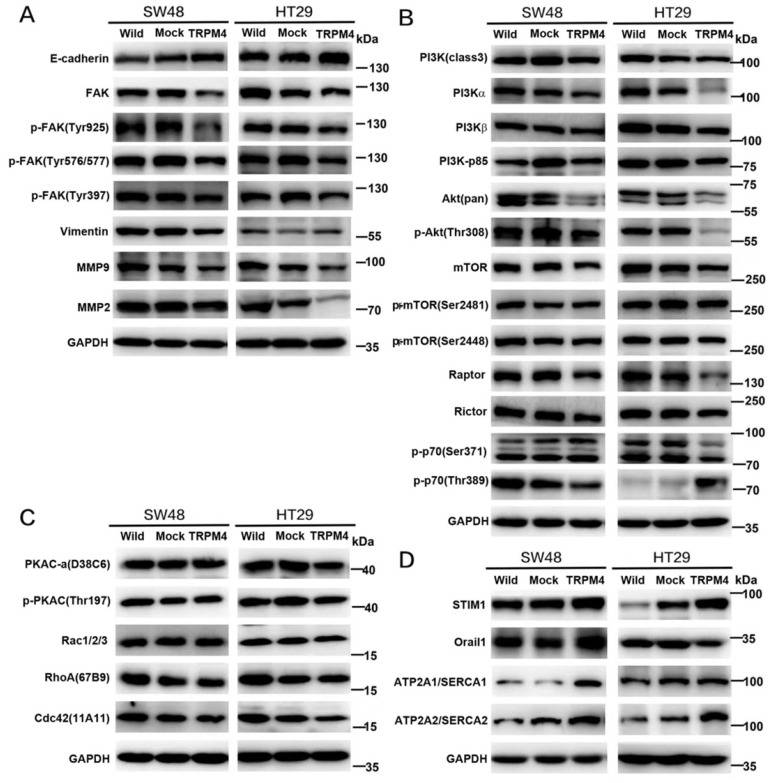 A
SW48 HT29
Wild Mock TRPM4 Wild Mock TRPM4 kDa
E-cadherin 130
FAK 130
p-FAK(Tyr925) 130
p-FAK(Tyr576/577) 130
p-FAK(Tyr397) 130
Vimentin 55
MMP9 100
MMP2 70
GAPDH 35
B
SW48 HT29
Wild Mock TRPM4 Wild Mock TRPM4 kDa
PI3K(class3) 100
PI3Kα 100
PI3Kβ 100
PI3K-p85 75
75
Akt(pan) 55
p-Akt(Thr308) 55
mTOR 250
p-mTOR(Ser2481) 250
p-mTOR(Ser2448) 250
Raptor 130
250
Rictor
100
p-p70(Ser371) 70
p-p70(Thr389) 70
GAPDH 35
C
SW48 HT29
Wild Mock TRPM4 Wild Mock TRPM4 kDa
PKAC-a(D38C6) 40
p-PKAC(Thr197) 40
Rac1/2/3 15
RhoA(67B9) 15
Cdc42(11A11) 15
GAPDH 35
D
SW48 HT29
Wild Mock TRPM4 Wild Mock TRPM4 kDa
100
STIM1
Orail1 35
ATP2A1/SERCA1 100
ATP2A2/SERCA2 100
GAPDH 35